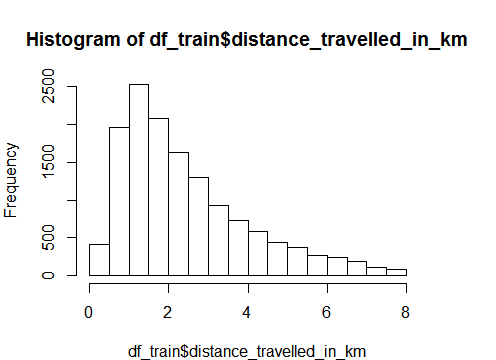 Histogram of df_train$distance_travelled_in_km
Frequency
2500
1500
500
0
0 2 4 6 8
df_train$distance_travelled_in_km